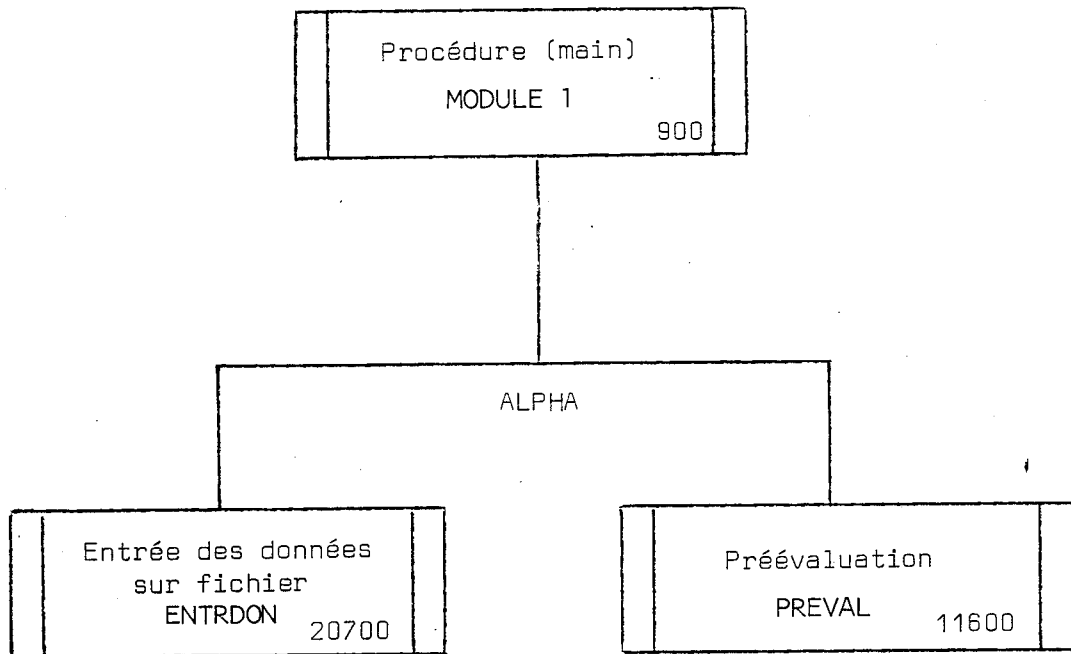 Procédure (main)
MODULE 1
900
ALPHA
Entrée des données
sur fichier
ENTRDON
20700
Préévaluation
PREVAL
11600